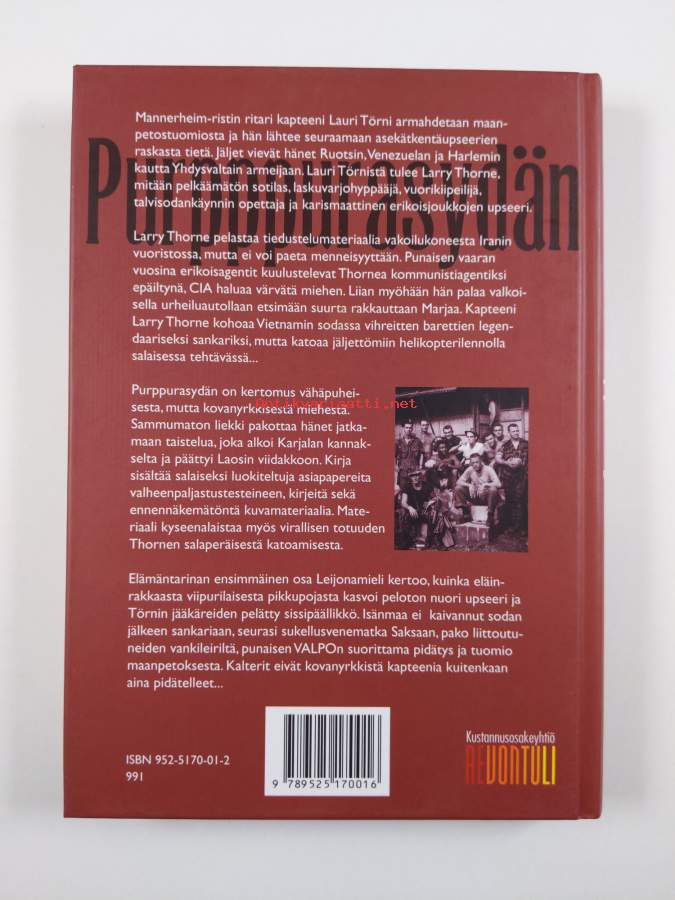 Purppurasydän
Mannerheim-ristin ritari kapteeni Lauri Törni armahdetaan maan-
petostuomiosta ja hän lähtee seuraamaan asekätkentäupseerien
raskasta tietä. Jäljet vievät hänet Ruotsin, Venezuelan ja Harlemin
kautta Yhdysvaltain armeijaan. Lauri Törnistä tulee Larry Thorne,
mitään pelkäämätön sotilas, laskuvarjohyppääjä, vuorikiipeilijä,
talvisodankäynnin opettaja ja karismaattinen erikoisjoukkojen upseeri.
Larry Thorne pelastaa tiedustelumateriaalia vakoilukoneesta Iranin
vuoristossa, mutta ei voi paeta menneisyyttään. Punaisen vaaran
vuosina erikoisagentit kuulustelevat Thornea kommunistiagentiksi
epäiltynä, CIA haluaa värvätä miehen. Liian myöhään hän palaa valkoi-
sella urheiluautollaan etsimään suurta rakkauttaan Marjaa. Kapteeni
Larry Thorne kohoaa Vietnamin sodassa vihreitten barettien legen-
daariseksi sankariksi, mutta katoaa jäljettömiin helikopterilennolla
salaisessa tehtävässä...
Purppurasydän on kertomus vähäpuhei-
sesta, mutta kovanyrkkisestä miehestä.
Antikvariaatti.net
Sammumaton liekki pakottaa hänet jatka-
maan taistelua, joka alkoi Karjalan kannak-
selta ja päättyi Laosin viidakkoon. Kirja
sisältää salaiseksi luokiteltuja asiapapereita
valheenpaljastustesteineen, kirjeitä sekä
ennennäkemätöntä kuvamateriaalia. Mate-
riaali kyseenalaistaa myös virallisen totuuden
Thornen salaperäisestä katoamisesta.
Elämäntarinan ensimmäinen osa Leijonamieli kertoo, kuinka eläin-
rakkaasta viipurilaisesta pikkupojasta kasvoi peloton nuori upseeri ja
Törnin jääkäreiden pelätty sissipäällikkö. Isänmaa ei kaivannut sodan
jälkeen sankariaan, seurasi sukellusvenematka Saksaan, pako liittoutu-
neiden vankileiriltä, punaisen VALPOn suorittama pidätys ja tuomio
maanpetoksesta. Kalterit eivät kovanyrkkistä kapteenia kuitenkaan
aina pidätelleet...
ISBN 952-5170-01-2
991
9 789525 170016
Kustannusosakeyhtiö
REVONTULI